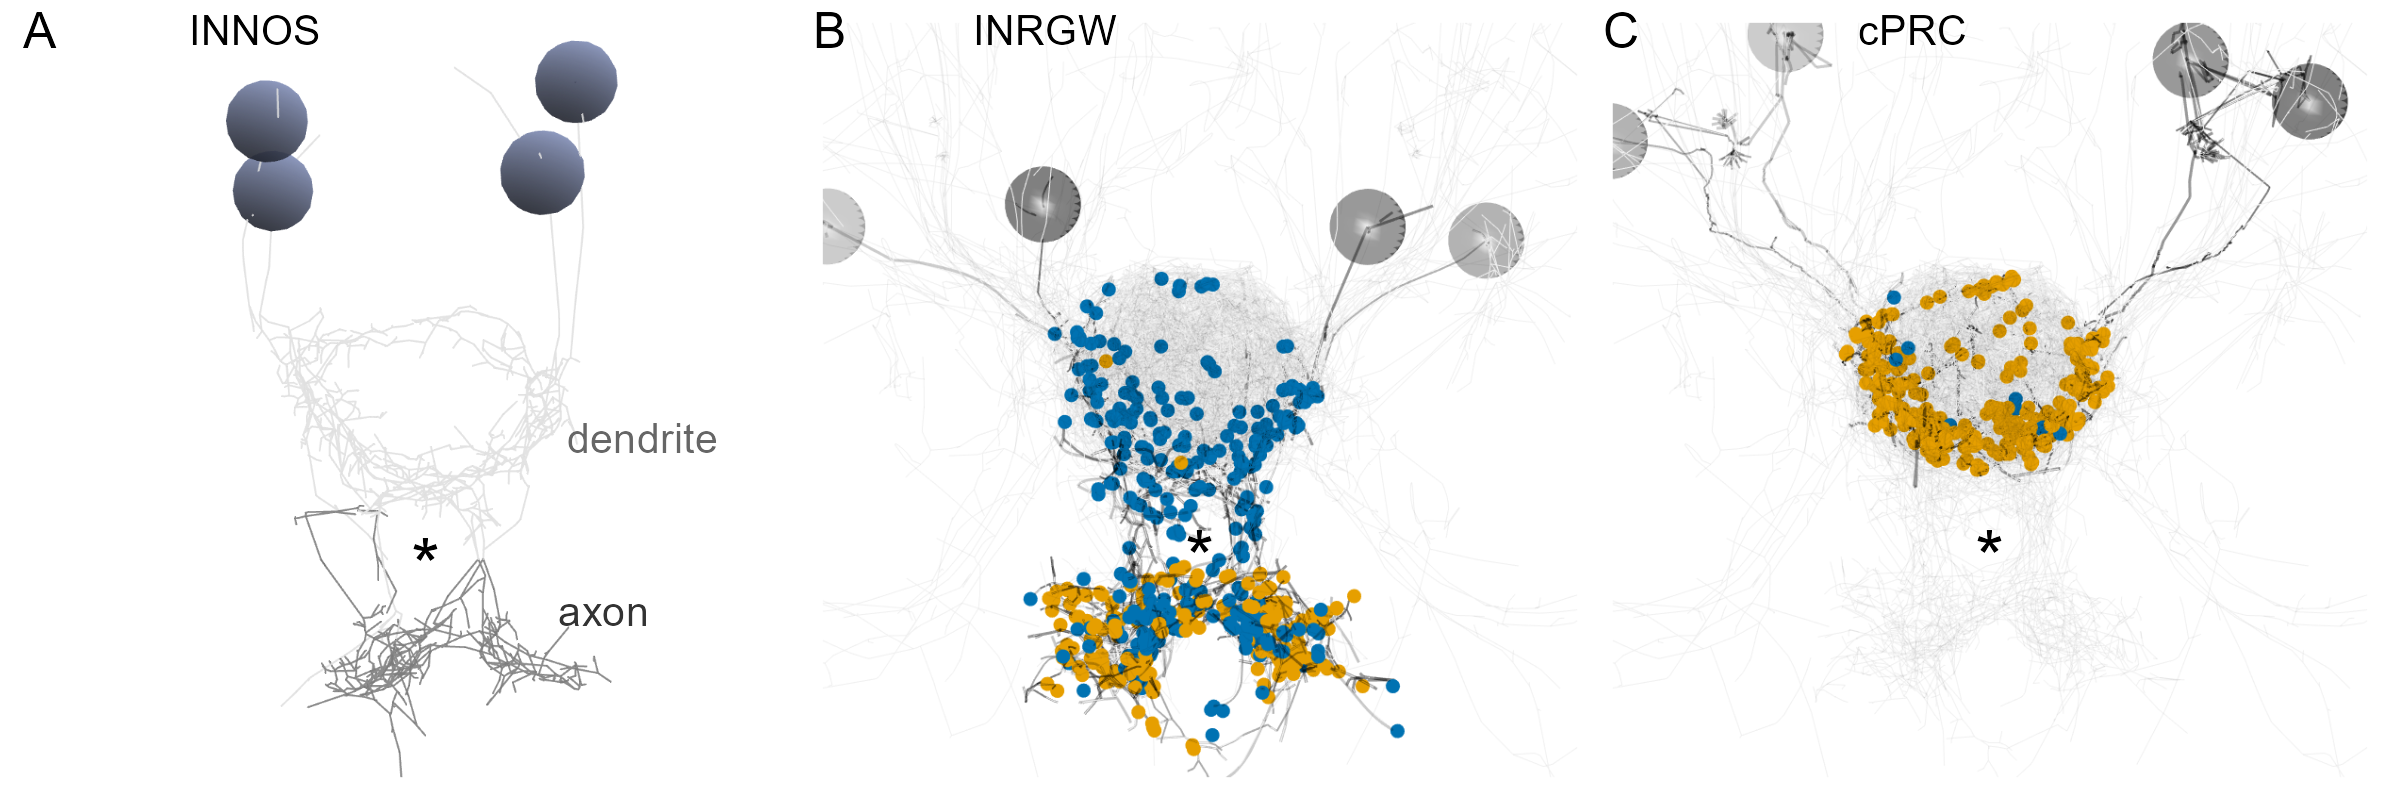 A INNOS
B INRGW
C cPRC
dendrite
axon
*
*
*